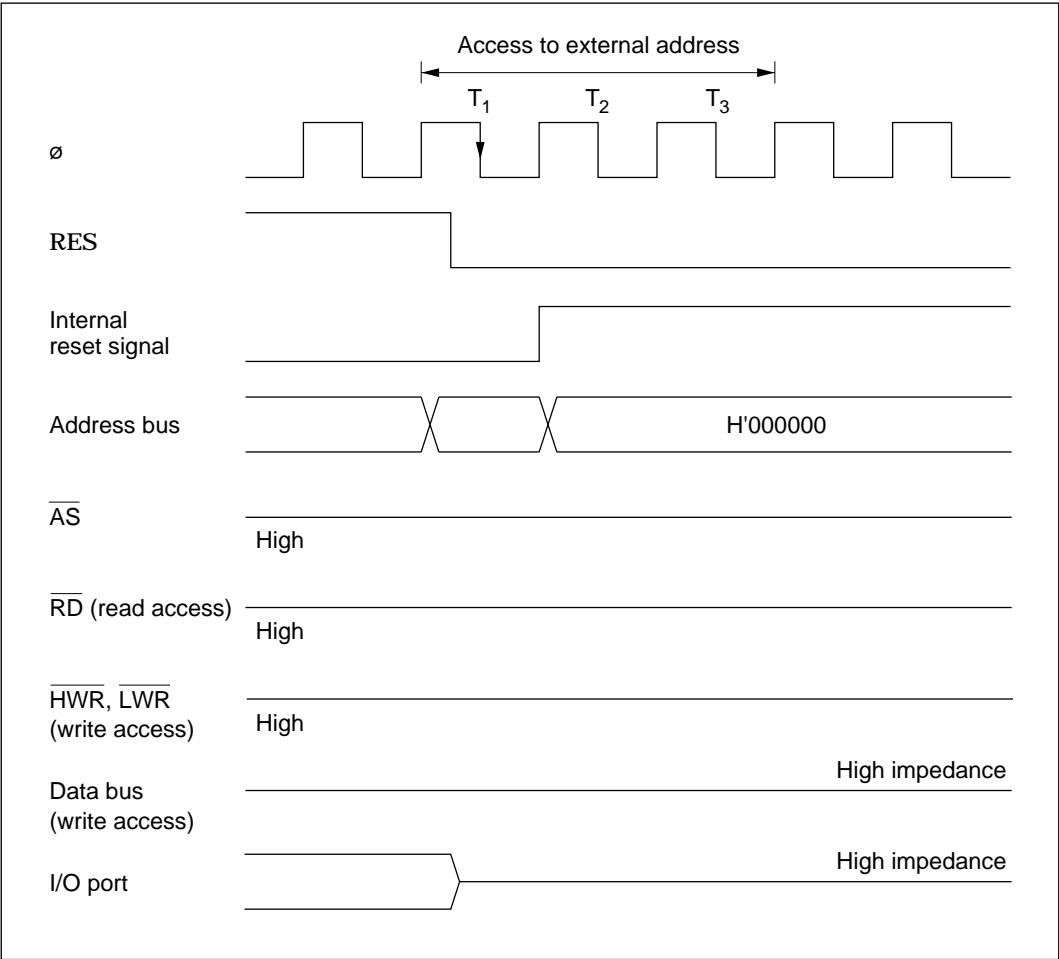 Access to external address
T1 T2 T3
ø
RES
Internal
reset signal
Address bus
H'000000
AS
High
RD (read access)
High
HWR, LWR
(write access)
High
High impedance
Data bus
(write access)
High impedance
I/O port